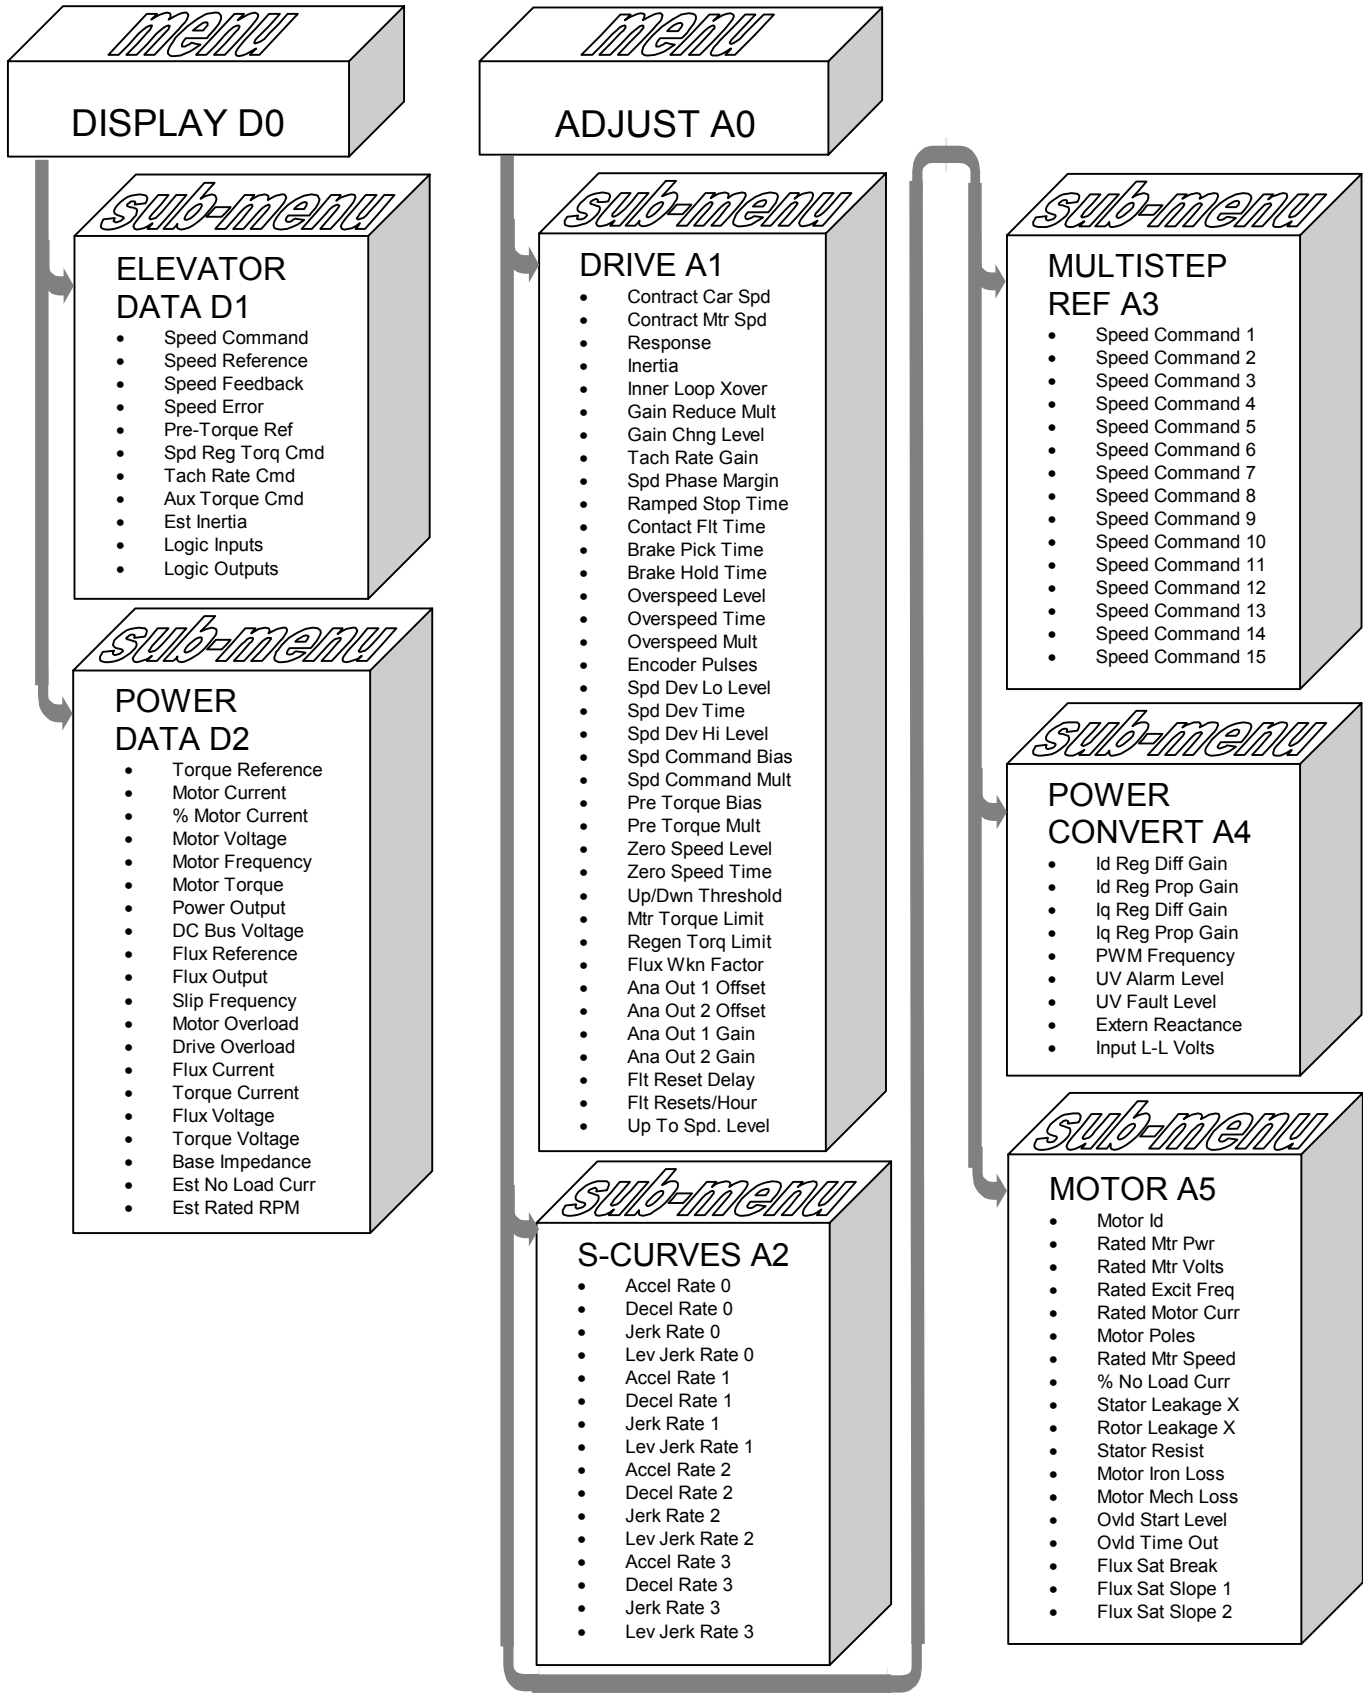 menu
DISPLAY D0
sub-menu
ELEVATOR
DATA D1
• Speed Command
• Speed Reference
• Speed Feedback
• Speed Error
• Pre-Torque Ref
• Spd Reg Torq Cmd
• Tach Rate Cmd
• Aux Torque Cmd
• Est Inertia
• Logic Inputs
• Logic Outputs
sub-menu
POWER
DATA D2
• Torque Reference
• Motor Current
• % Motor Current
• Motor Voltage
• Motor Frequency
• Motor Torque
• Power Output
• DC Bus Voltage
• Flux Reference
• Flux Output
• Slip Frequency
• Motor Overload
• Drive Overload
• Flux Current
• Torque Current
• Flux Voltage
• Torque Voltage
• Base Impedance
• Est No Load Curr
• Est Rated RPM
menu
ADJUST A0
sub-menu
DRIVE A1
• Contract Car Spd
• Contract Mtr Spd
• Response
• Inertia
• Inner Loop Xover
• Gain Reduce Mult
• Gain Chng Level
• Tach Rate Gain
• Spd Phase Margin
• Ramped Stop Time
• Contact Flt Time
• Brake Pick Time
• Brake Hold Time
• Overspeed Level
• Overspeed Time
• Overspeed Mult
• Encoder Pulses
• Spd Dev Lo Level
• Spd Dev Time
• Spd Dev Hi Level
• Spd Command Bias
• Spd Command Mult
• Pre Torque Bias
• Pre Torque Mult
• Zero Speed Level
• Zero Speed Time
• Up/Dwn Threshold
• Mtr Torque Limit
• Regen Torq Limit
• Flux Wkn Factor
• Ana Out 1 Offset
• Ana Out 2 Offset
• Ana Out 1 Gain
• Ana Out 2 Gain
• Flt Reset Delay
• Flt Resets/Hour
• Up To Spd. Level
sub-menu
S-CURVES A2
• Accel Rate 0
• Decel Rate 0
• Jerk Rate 0
• Lev Jerk Rate 0
• Accel Rate 1
• Decel Rate 1
• Jerk Rate 1
• Lev Jerk Rate 1
• Accel Rate 2
• Decel Rate 2
• Jerk Rate 2
• Lev Jerk Rate 2
• Accel Rate 3
• Decel Rate 3
• Jerk Rate 3
• Lev Jerk Rate 3
sub-menu
MULTISTEP
REF A3
• Speed Command 1
• Speed Command 2
• Speed Command 3
• Speed Command 4
• Speed Command 5
• Speed Command 6
• Speed Command 7
• Speed Command 8
• Speed Command 9
• Speed Command 10
• Speed Command 11
• Speed Command 12
• Speed Command 13
• Speed Command 14
• Speed Command 15
sub-menu
POWER
CONVERT A4
• Id Reg Diff Gain
• Id Reg Prop Gain
• Iq Reg Diff Gain
• Iq Reg Prop Gain
• PWM Frequency
• UV Alarm Level
• UV Fault Level
• Extern Reactance
• Input L-L Volts
sub-menu
MOTOR A5
• Motor Id
• Rated Mtr Pwr
• Rated Mtr Volts
• Rated Excit Freq
• Rated Motor Curr
• Motor Poles
• Rated Mtr Speed
• % No Load Curr
• Stator Leakage X
• Rotor Leakage X
• Stator Resist
• Motor Iron Loss
• Motor Mech Loss
• Ovld Start Level
• Ovld Time Out
• Flux Sat Break
• Flux Sat Slope 1
• Flux Sat Slope 2